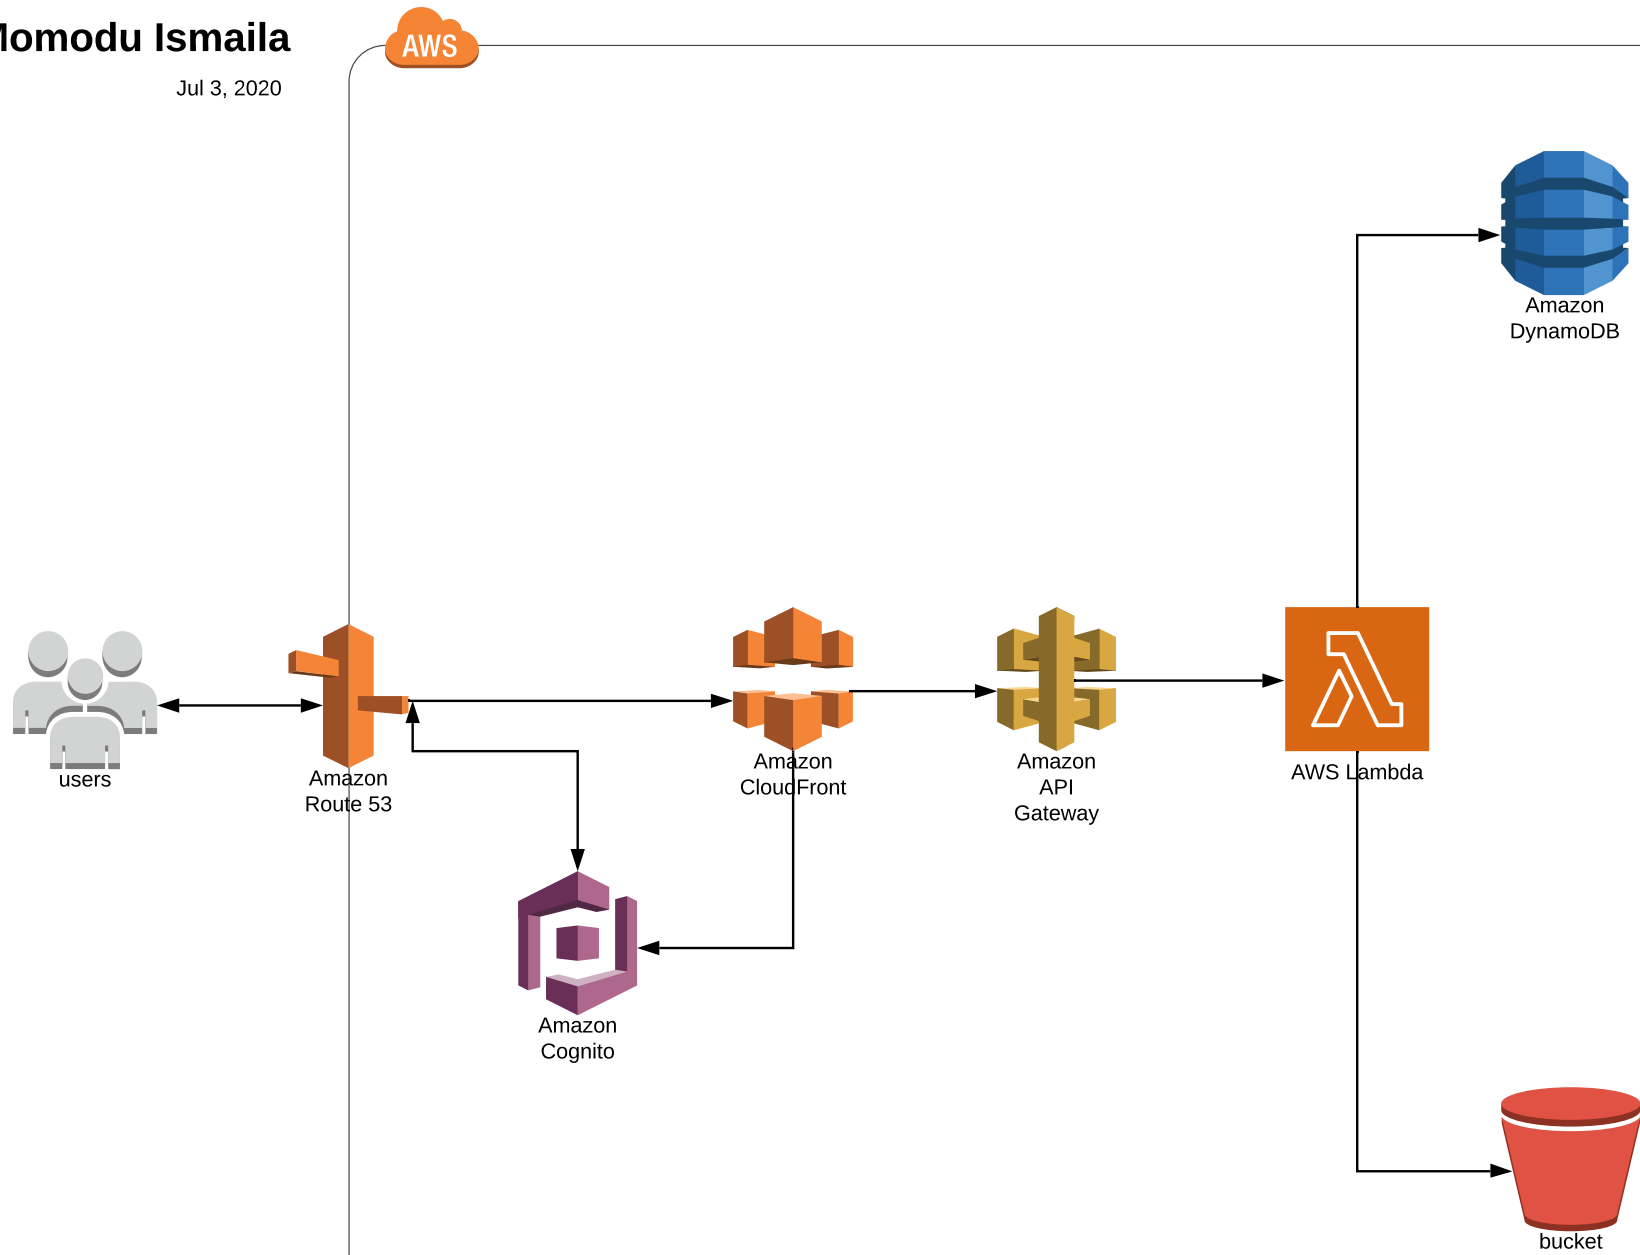 Momodu Ismaila
Jul 3, 2020
AWS
Amazon
DynamoDB
users
Amazon
Route 53
Amazon
CloudFront
Amazon
API
Gateway
AWS Lambda
Amazon
Cognito
bucket